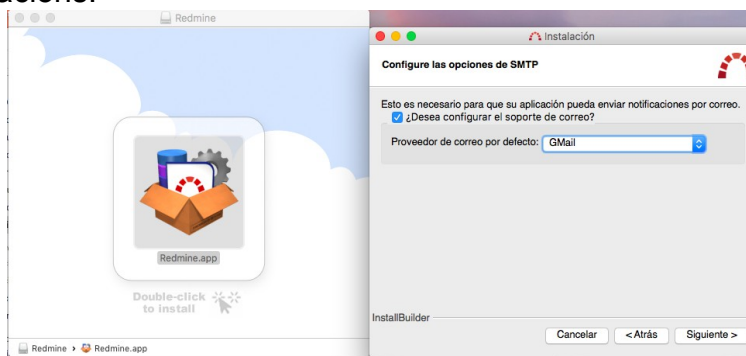 Redmine
Redmine.app
Double-click
to install
Redmine › Redmine.app
Instalación
Configure las opciones de SMTP
Esto es necesario para que su aplicación pueda enviar notificaciones por correo.
¿Desea configurar el soporte de correo?
Proveedor de correo por defecto: GMail
InstallBuilder
Cancelar < Atrás Siguiente >